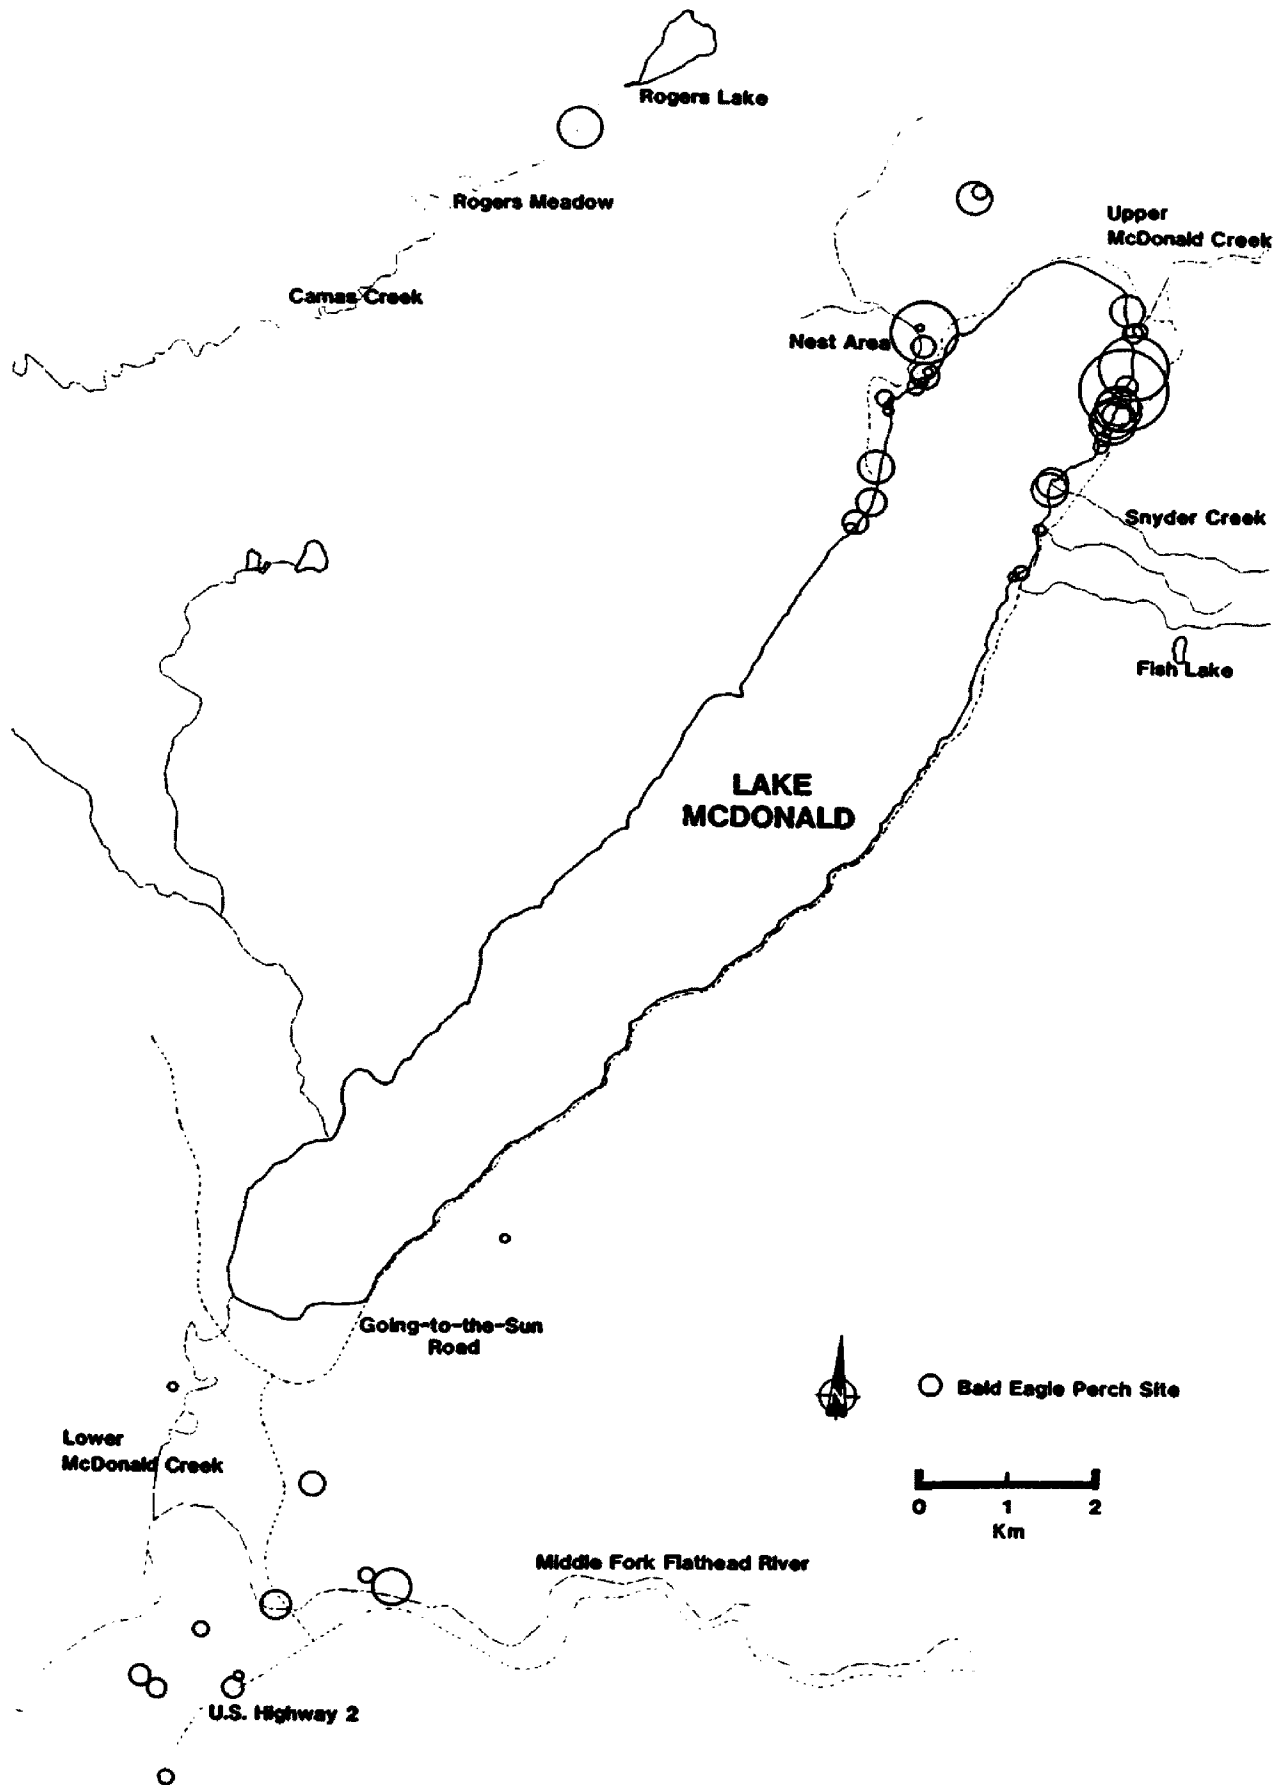 Rogers Lake
Rogers Meadow
Upper
McDonald Creek
Camas Creek
Nest Area
Snyder Creek
Fish Lake
LAKE
MCDONALD
Going-to-the-Sun
Road
N
Bald Eagle Perch Site
Lower
McDonald Creek
0 1 2
Km
Middle Fork Flathead River
U.S. Highway 2